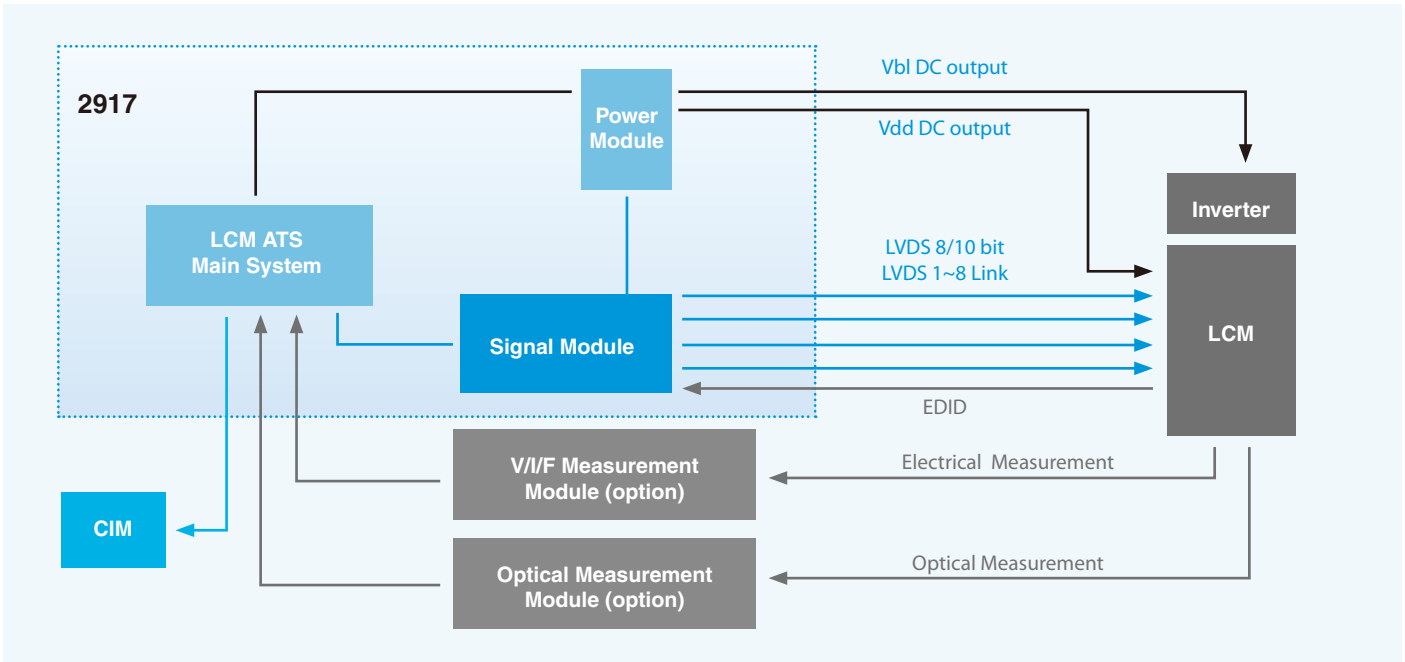 2917
Power
Module
Vbl DC output
Vdd DC output
Inverter
LCM ATS
Main System
LVDS 8/10 bit
LVDS 1~8 Link
Signal Module
LCM
EDID
V/I/F Measurement
Module (option)
Electrical Measurement
CIM
Optical Measurement
Module (option)
Optical Measurement